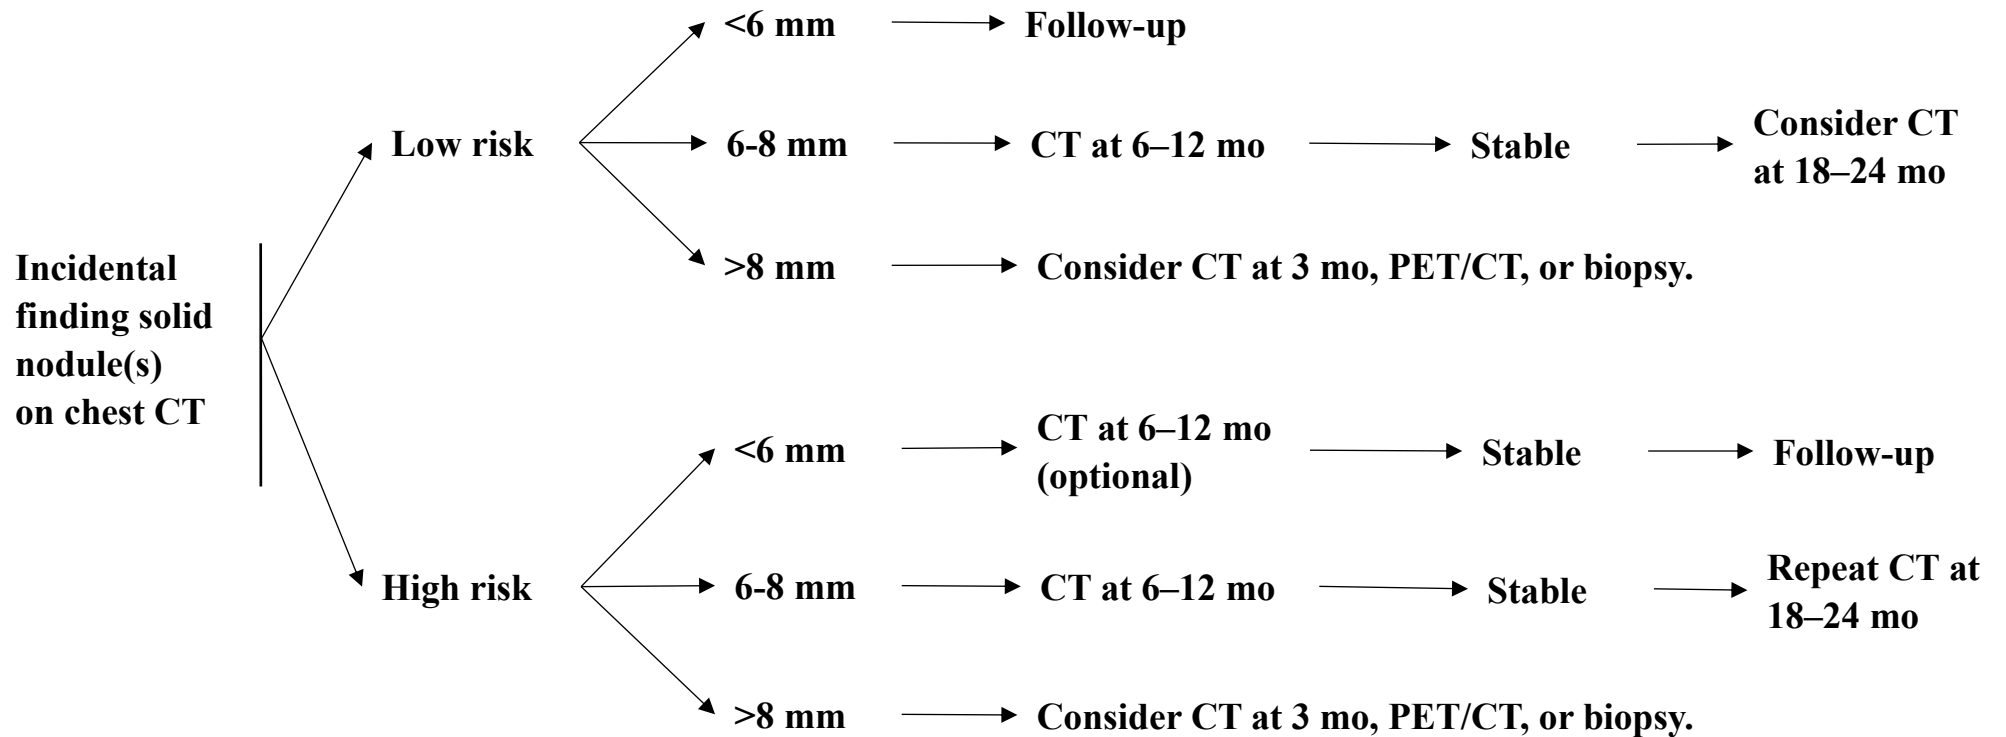 Incidental
finding solid
nodule(s)
on chest CT
Low risk
<6 mm
Follow-up
6-8 mm
CT at 6–12 mo
Stable
Consider CT
at 18–24 mo
>8 mm
Consider CT at 3 mo, PET/CT, or biopsy.
High risk
<6 mm
CT at 6–12 mo
(optional)
Stable
Follow-up
6-8 mm
CT at 6–12 mo
Stable
Repeat CT at
18–24 mo
>8 mm
Consider CT at 3 mo, PET/CT, or biopsy.